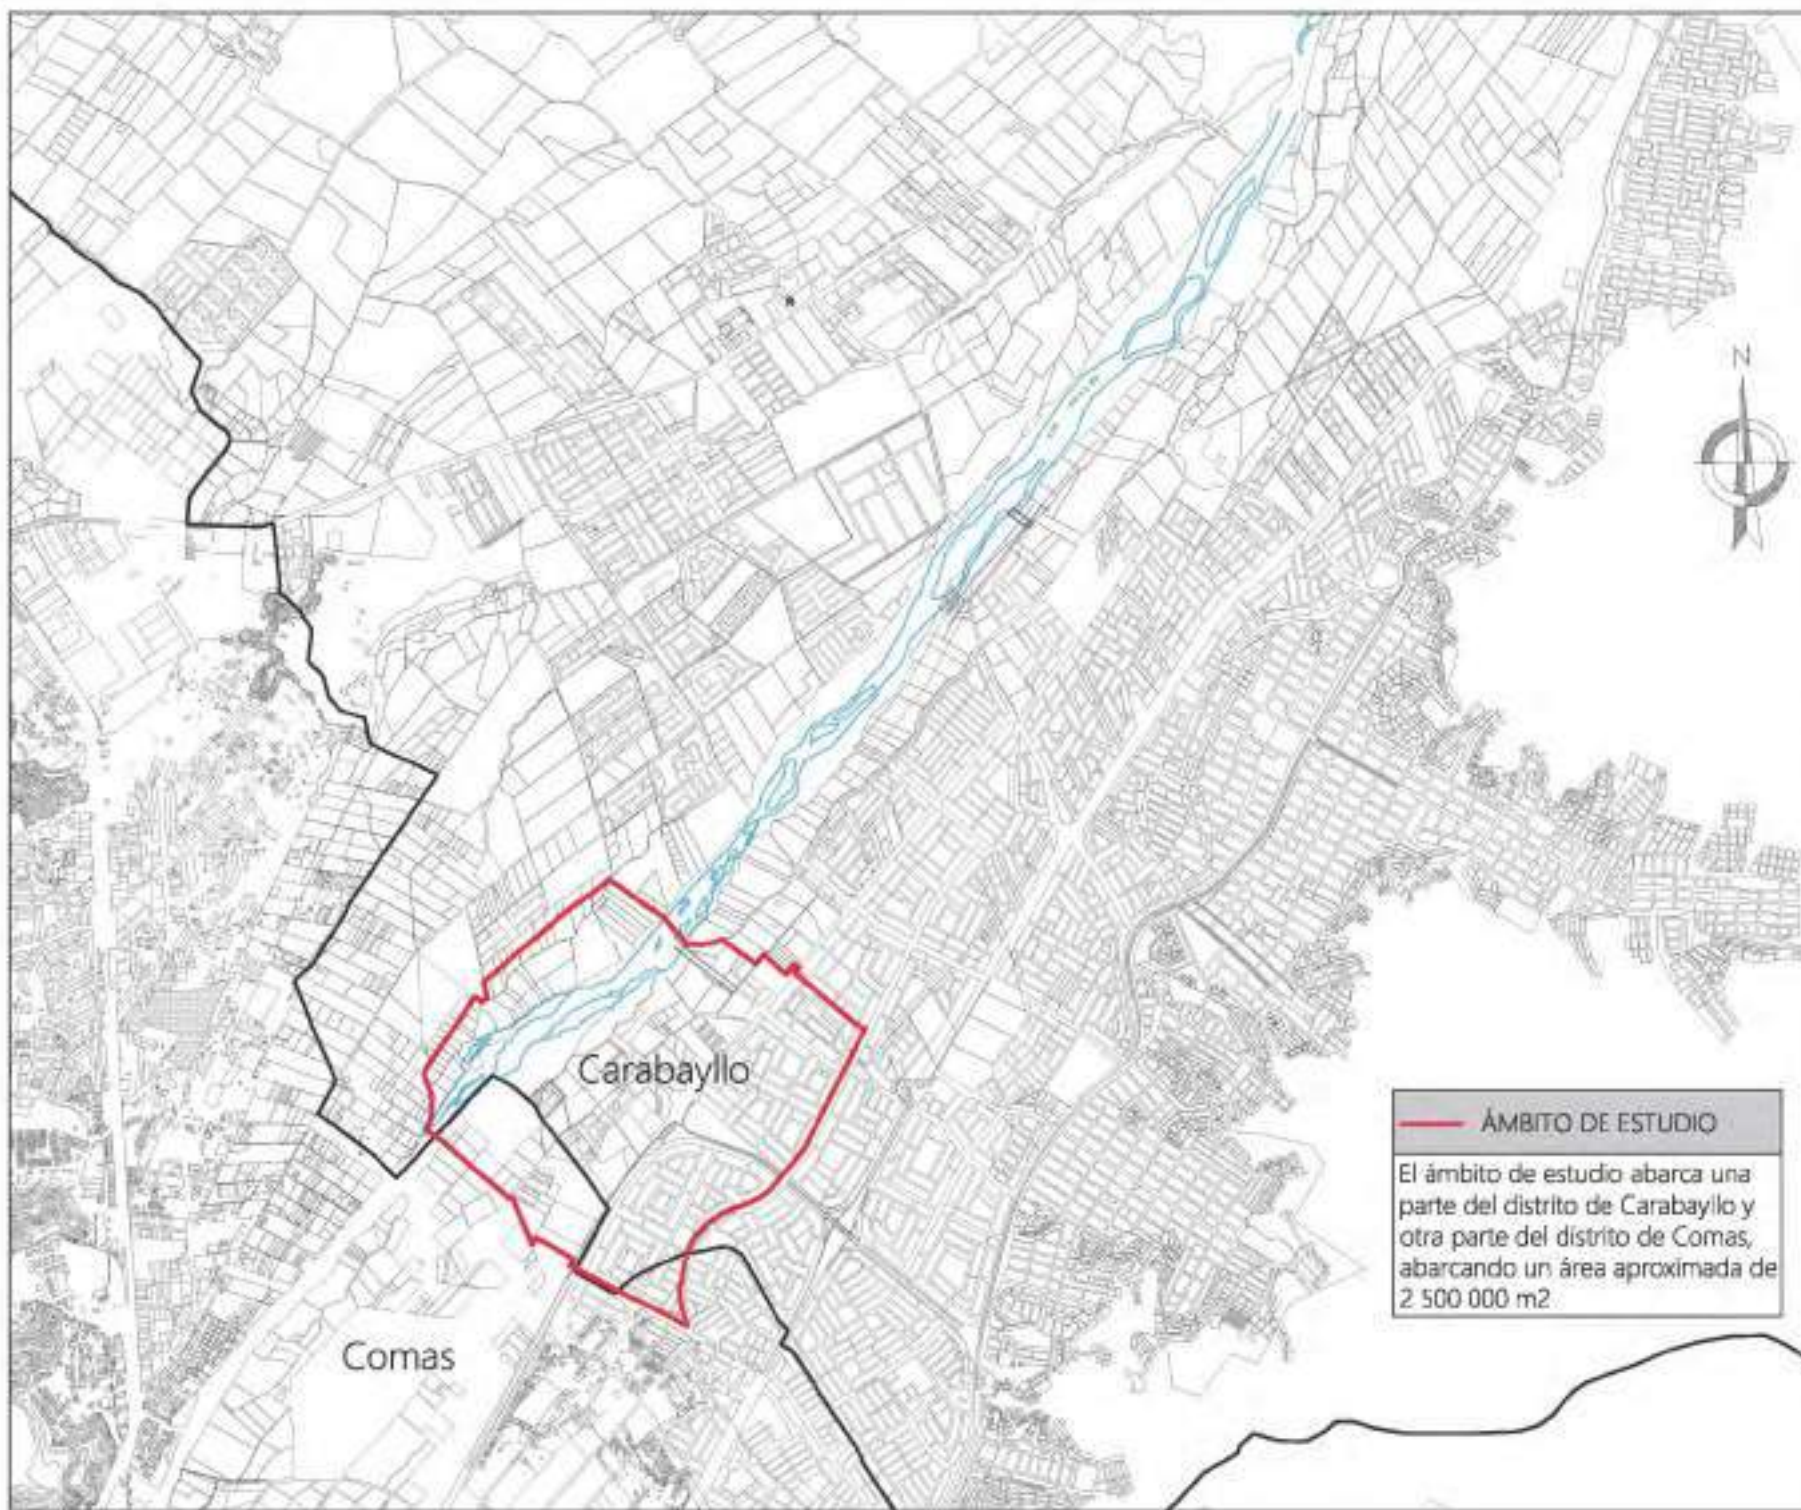 N
Carabayllo
ÁMBITO DE ESTUDIO
El ámbito de estudio abarca una
parte del distrito de Carabayllo y
otra parte del distrito de Comas,
abarcando un área aproximada de
2 500 000 m2
Comas